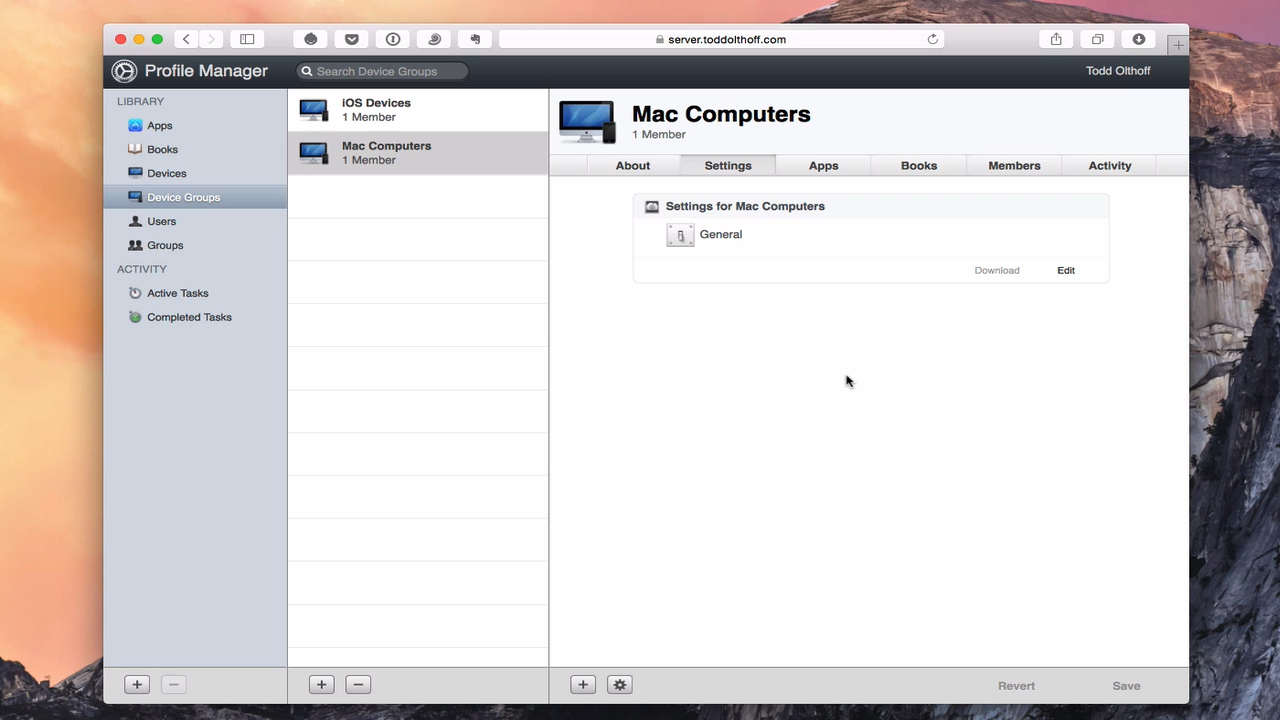 server.toddolthoff.com
Profile Manager
Search Device Groups
Todd Olthoff
LIBRARY
Apps
Books
Devices
Device Groups
Users
Groups
ACTIVITY
Active Tasks
Completed Tasks
iOS Devices
1 Member
Mac Computers
1 Member
Mac Computers
1 Member
About
Settings
Apps
Books
Members
Activity
Settings for Mac Computers
General
Download
Edit
Revert
Save